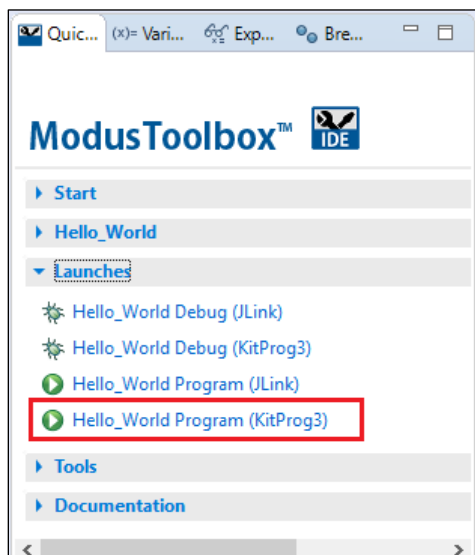 Quic... (x)= Vari... Exp... Bre...
ModusToolbox™ IDE
Start
Hello_World
Launches
Hello_World Debug (JLink)
Hello_World Debug (KitProg3)
Hello_World Program (JLink)
Hello_World Program (KitProg3)
Tools
Documentation